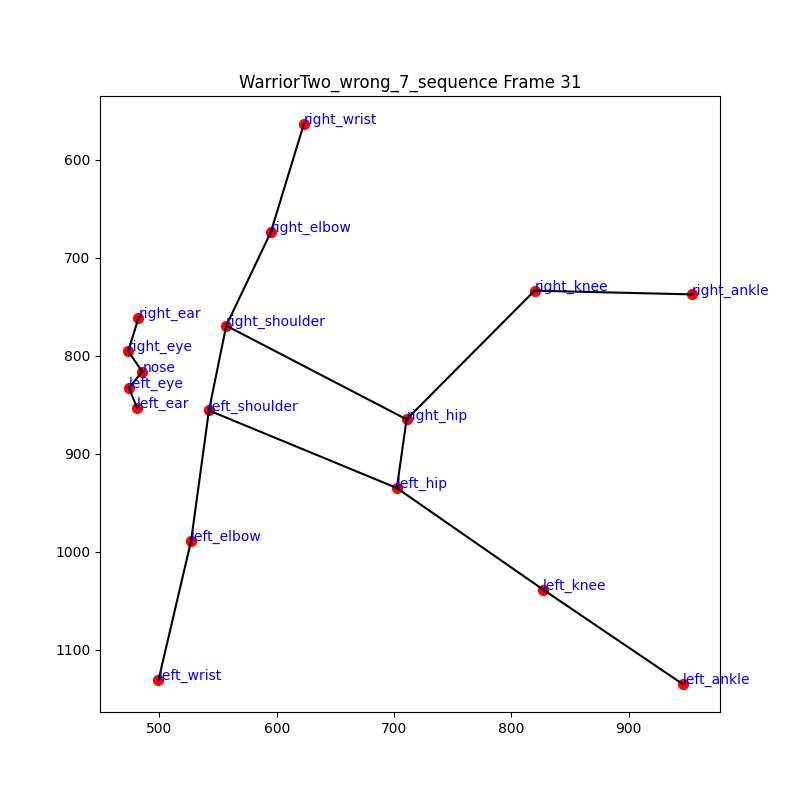 WarriorTwo_wrong_7_sequence Frame 31
right_wrist
right_elbow
right_knee
right_ankle
right_ear
right_shoulder
right_eye
nose
left_eye
left_ear
left_shoulder
right_hip
left_hip
left_elbow
left_knee
left_wrist
left_ankle
600
700
800
900
1000
1100
500
600
700
800
900